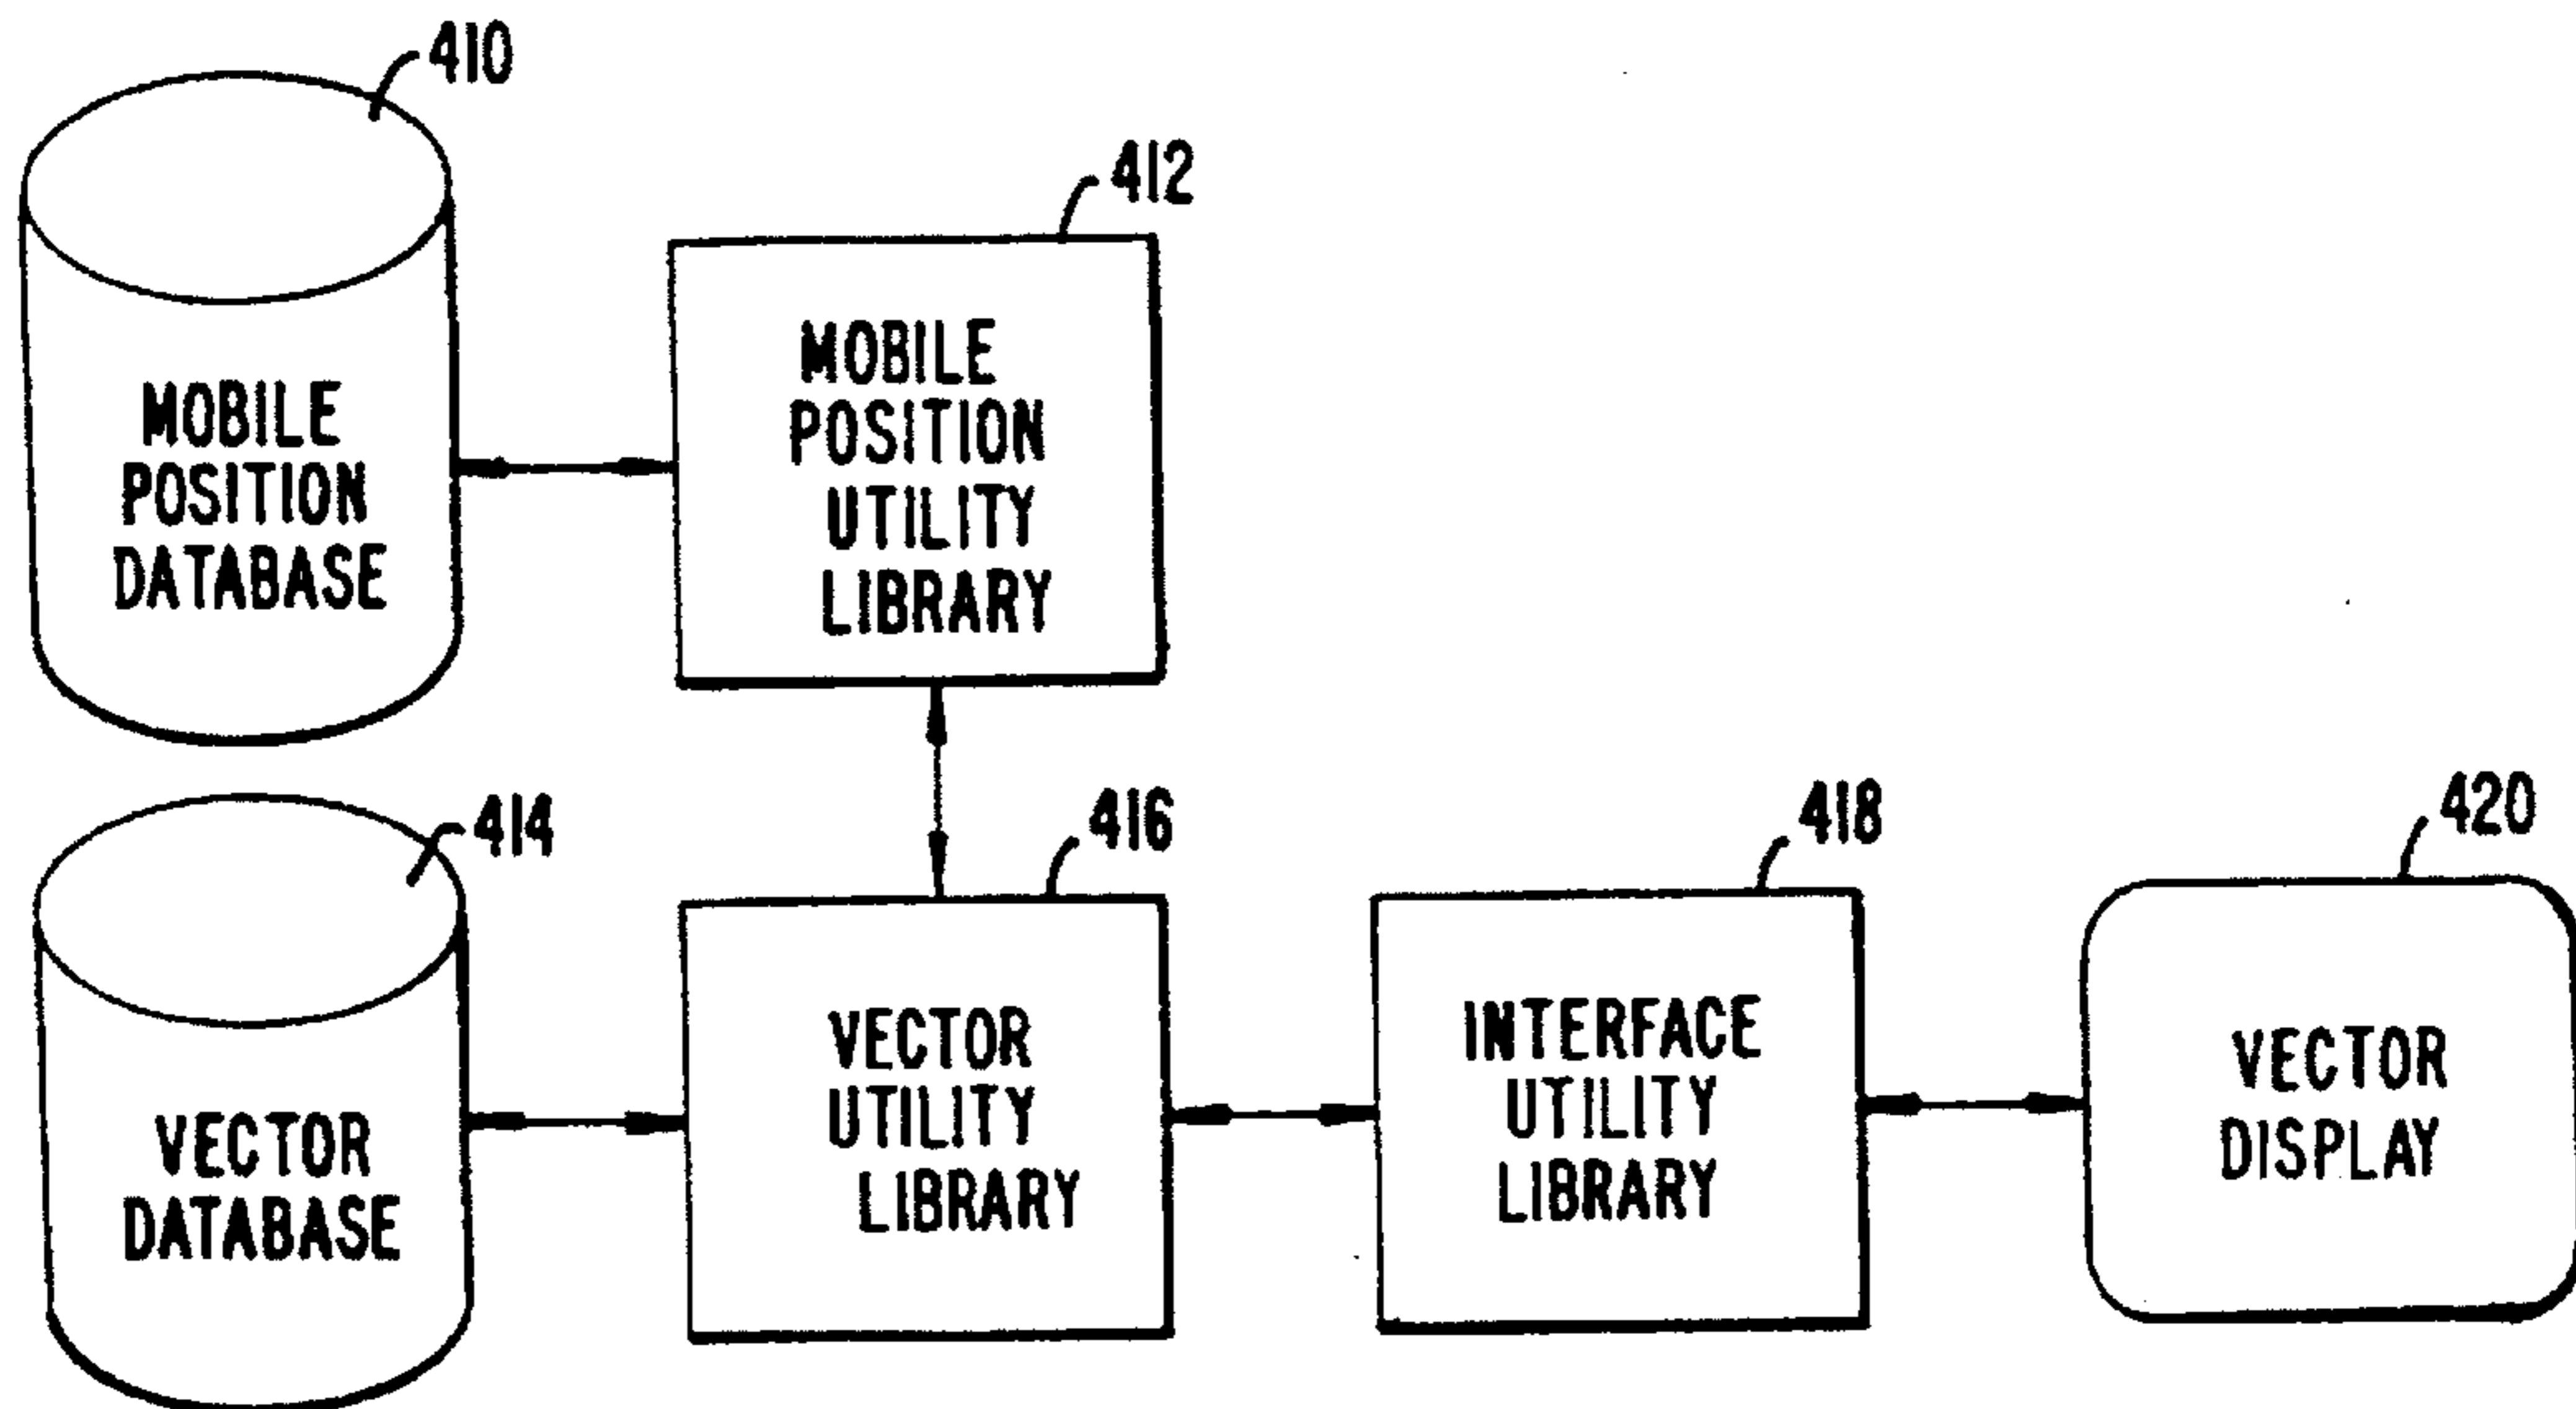 410
MOBILE
POSITION
DATABASE
412
MOBILE
POSITION
UTILITY
LIBRARY
414
VECTOR
DATABASE
416
VECTOR
UTILITY
LIBRARY
418
INTERFACE
UTILITY
LIBRARY
420
VECTOR
DISPLAY